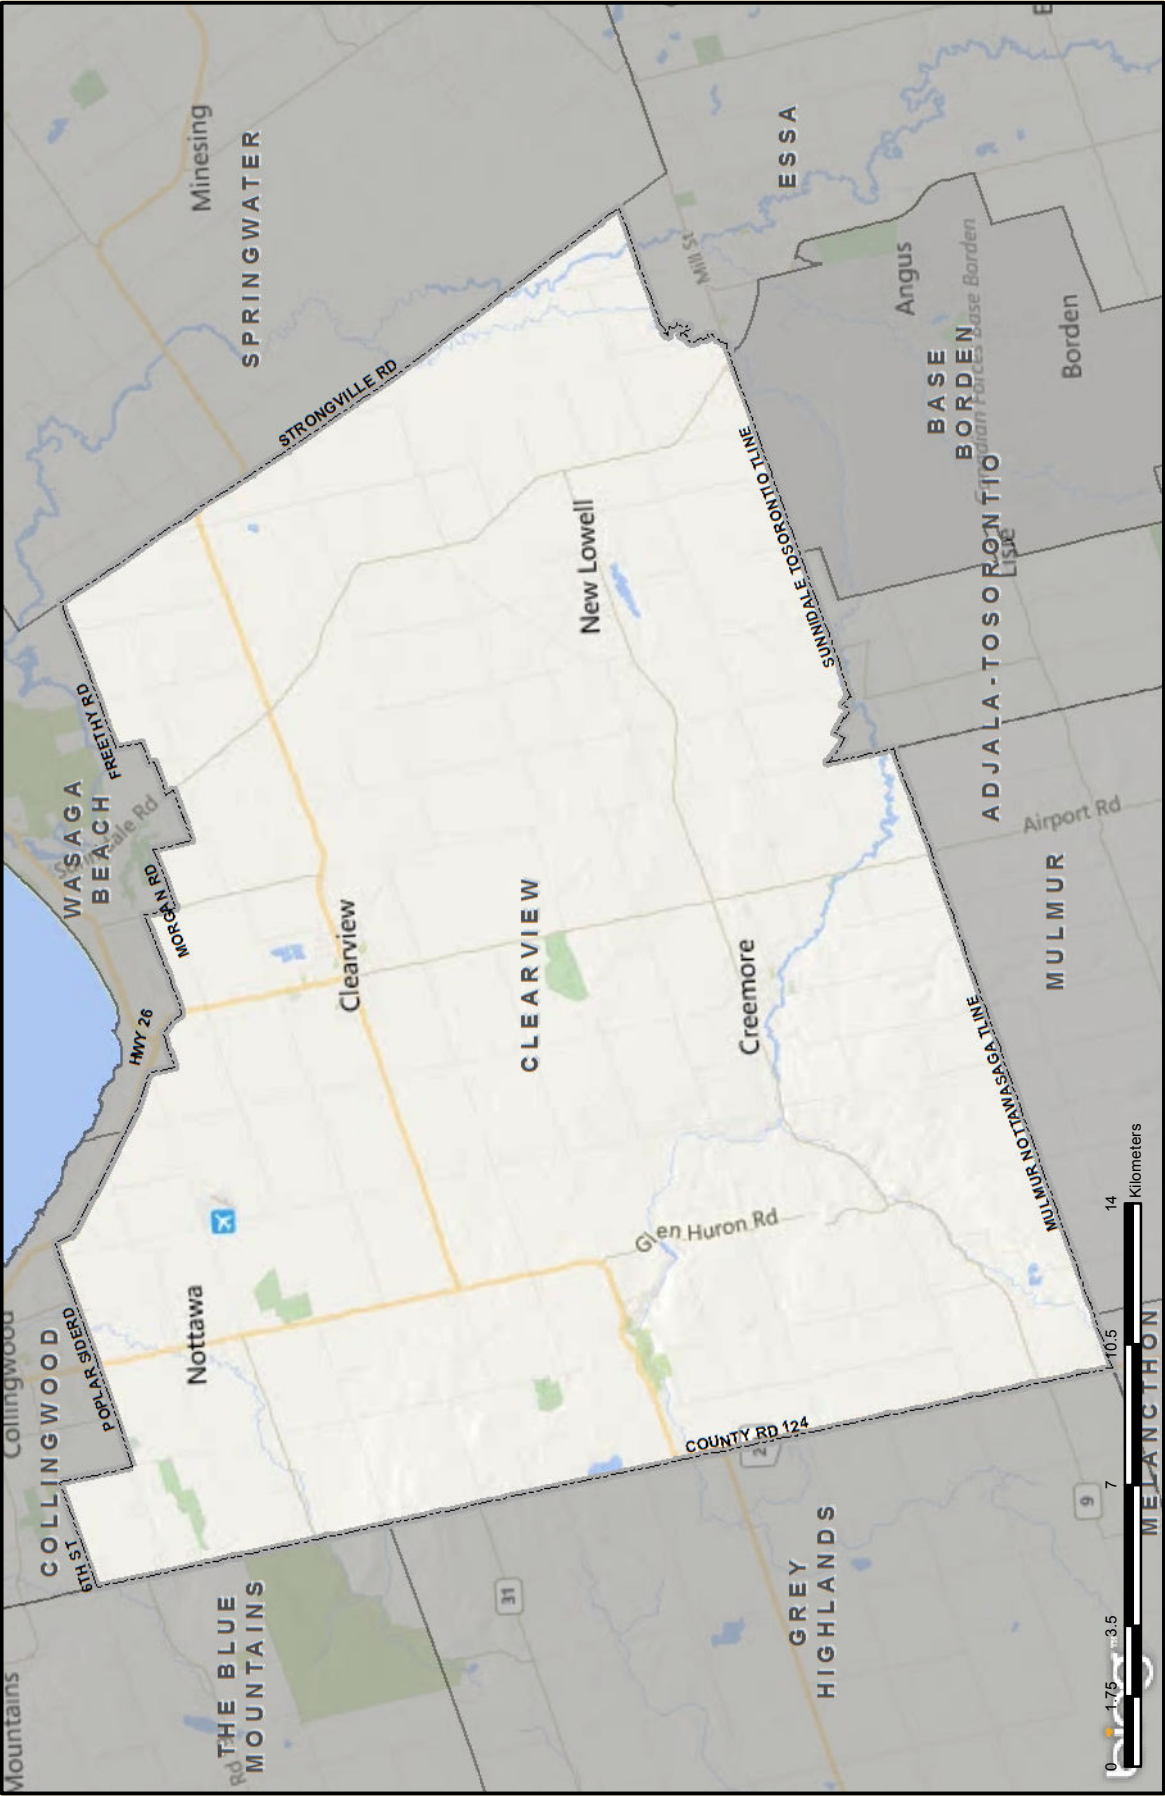 Mountains
THE BLUE
MOUNTAINS
Rd
Collingwood
COLLINGWOOD
6TH ST
POPLAR SIDERD
Nottawa
HWY 26
WASAGA
BEACH
MORGAN RD
FREETHY RD
STRONGVILLE RD
Minesing
SPRINGWATER
Clearview
CLEARVIEW
New Lowell
Creemore
Glen Huron Rd
COUNTY RD 124
31
GREY
HIGHLANDS
9
MELANCTHON
MULMUR NOTTAWASAGA TLINE
MULMUR
Airport Rd
SUNNIDALE TOSORONTIO TLINE
ADJALA-TOSORONTIO
Lisle
BASE
BORDEN
Canadian Forces Base Borden
Borden
Angus
Mill St
ESSA
bing™
0 1.75 3.5 7 10.5 14
Kilometers